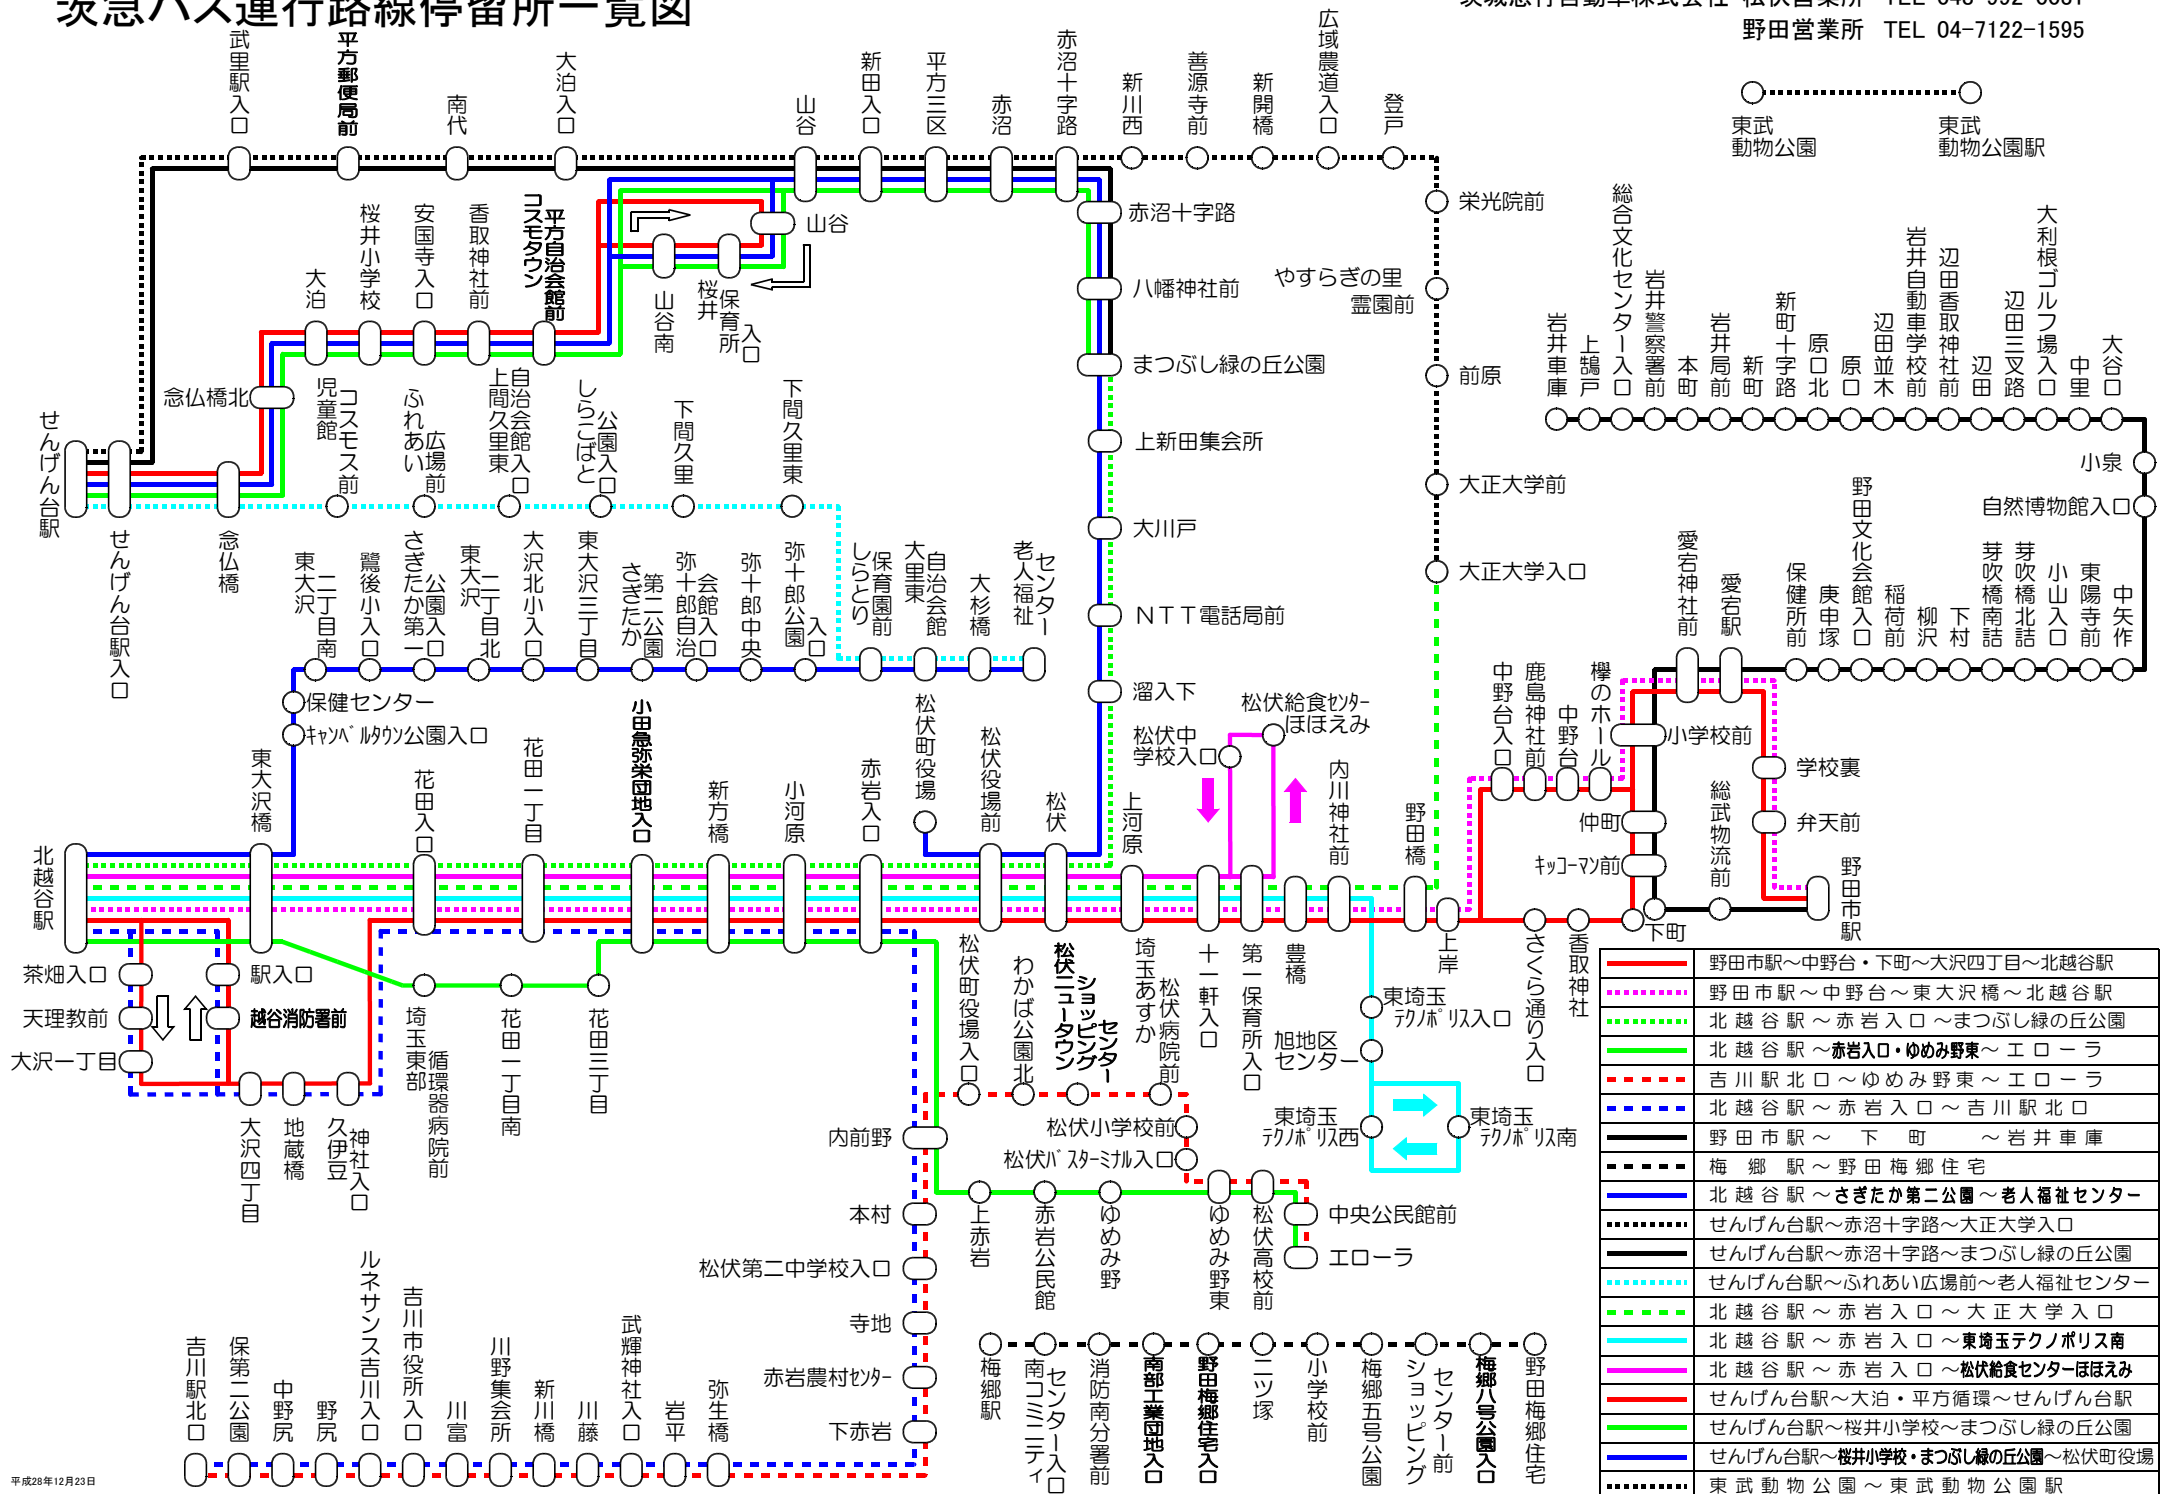 茨急バス運行路線停留所一覧図
野田営業所 TEL 04-7122-1595
東武動物公園
東武動物公園駅
武里駅入口
平方郵便局前
南代
大泊入口
山谷
新田入口
平方三区
赤沼
赤沼十字路
新川西
善源寺前
新開橋
広域農道入口
登戸
栄光院前
やすらぎの里霊園前
前原
大正大学前
大正大学入口
大泊
桜井小学校
安国寺入口
香取神社前
コスモタウン平方自治会館前
山谷南
桜井保育所入口
山谷
赤沼十字路
八幡神社前
まつぶし緑の丘公園
上新田集会所
大川戸
NTT電話局前
溜入下
念仏橋北
せんげん台駅
せんげん台駅入口
念仏橋
児童館コスモス前
ふれあい広場前
上間久里東自治会館入口
しらこばと公園入口
下間久里
下間久里東
しらとり保育園前
大里東自治会館
大杉橋
老人福祉センター
東大沢二丁目南
鷺後小入口
さぎたか第一公園入口
東大沢二丁目北
大沢北小入口
東大沢三丁目
さぎたか第二公園
弥十郎自治会館入口
弥十郎中央
弥十郎公園入口
保健センター
キャンベルタウン公園入口
岩井車庫
上鵠戸
総合文化センター入口
岩井警察署前
本町
岩井局前
新町
新町十字路
原口北
原口
辺田並木
岩井自動車学校前
辺田香取神社前
辺田
辺田三叉路
大利根ゴルフ場入口
中里
大谷口
小泉
自然博物館入口
愛宕神社前
愛宕駅
保健所前
庚申塚
野田文化会館入口
稲荷前
柳沢
下村
芽吹橋南詰
芽吹橋北詰
小山入口
東陽寺前
中矢作
北越谷駅
東大沢橋
花田入口
花田一丁目
小田急弥栄団地入口
新方橋
小河原
赤岩入口
松伏町役場
松伏役場前
松伏
上河原
松伏中学校入口
松伏給食センターほほえみ
内川神社前
野田橋
中野台入口
鹿島神社前
中野台
欅のホール
小学校前
仲町
キッコーマン前
総武物流前
学校裏
弁天前
野田市駅
下町
上岸
さくら通り入口
香取神社
茶畑入口
天理教前
大沢一丁目
駅入口
越谷消防署前
大沢四丁目
地蔵橋
久伊豆神社入口
埼玉東部循環器病院前
花田一丁目南
花田三丁目
松伏町役場入口
わかば公園北
松伏ニュータウンショッピングセンター
埼玉あすか松伏病院前
十一軒入口
第一保育所入口
豊橋
東埼玉テクノポリス入口
旭地区センター
東埼玉テクノポリス西
東埼玉テクノポリス南
松伏小学校前
松伏バスターミナル入口
内前野
本村
松伏第二中学校入口
寺地
赤岩農村センター
下赤岩
上赤岩
赤岩公民館
ゆめみ野
ゆめみ野東
松伏高校前
中央公民館前
エローラ
吉川駅北口
保第二公園
中野尻
野尻
ルネサンス吉川入口
吉川市役所入口
川富
川野集会所
新川橋
川藤
武輝神社入口
岩平
弥生橋
梅郷駅
南コミニティセンター入口
消防南分署前
南部工業団地入口
野田梅郷住宅入口
二ツ塚
小学校前
梅郷五号公園
ショッピングセンター前
梅郷八号公園入口
野田梅郷住宅
野田市駅～中野台・下町～大沢四丁目～北越谷駅
野田市駅～中野台～東大沢橋～北越谷駅
北越谷駅～赤岩入口～まつぶし緑の丘公園
北越谷駅～赤岩入口・ゆめみ野東～エローラ
吉川駅北口～ゆめみ野東～エローラ
北越谷駅～赤岩入口～吉川駅北口
野田市駅～下町～岩井車庫
梅郷駅～野田梅郷住宅
北越谷駅～さぎたか第二公園～老人福祉センター
せんげん台駅～赤沼十字路～大正大学入口
せんげん台駅～赤沼十字路～まつぶし緑の丘公園
せんげん台駅～ふれあい広場前～老人福祉センター
北越谷駅～赤岩入口～大正大学入口
北越谷駅～赤岩入口～東埼玉テクノポリス南
北越谷駅～赤岩入口～松伏給食センターほほえみ
せんげん台駅～大泊・平方循環～せんげん台駅
せんげん台駅～桜井小学校～まつぶし緑の丘公園
せんげん台駅～桜井小学校・まつぶし緑の丘公園～松伏町役場
東武動物公園～東武動物公園駅
平成28年12月23日